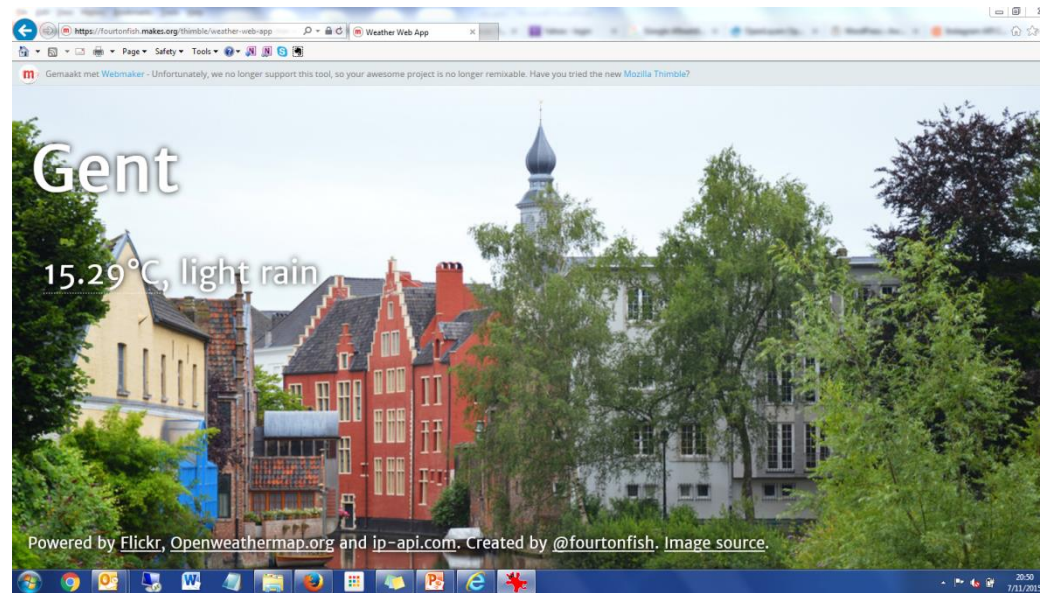 https://fourtonfish.makes.org/thimble/weather-web-app
Weather Web App
Page Safety Tools
Gemaakt met Webmaker - Unfortunately, we no longer support this tool, so your awesome project is no longer remixable. Have you tried the new Mozilla Thimble?
Gent
15.29°C, light rain
Powered by Flickr, Openweathermap.org and ip-api.com. Created by @fourtonfish. Image source.
20:50
7/11/2015